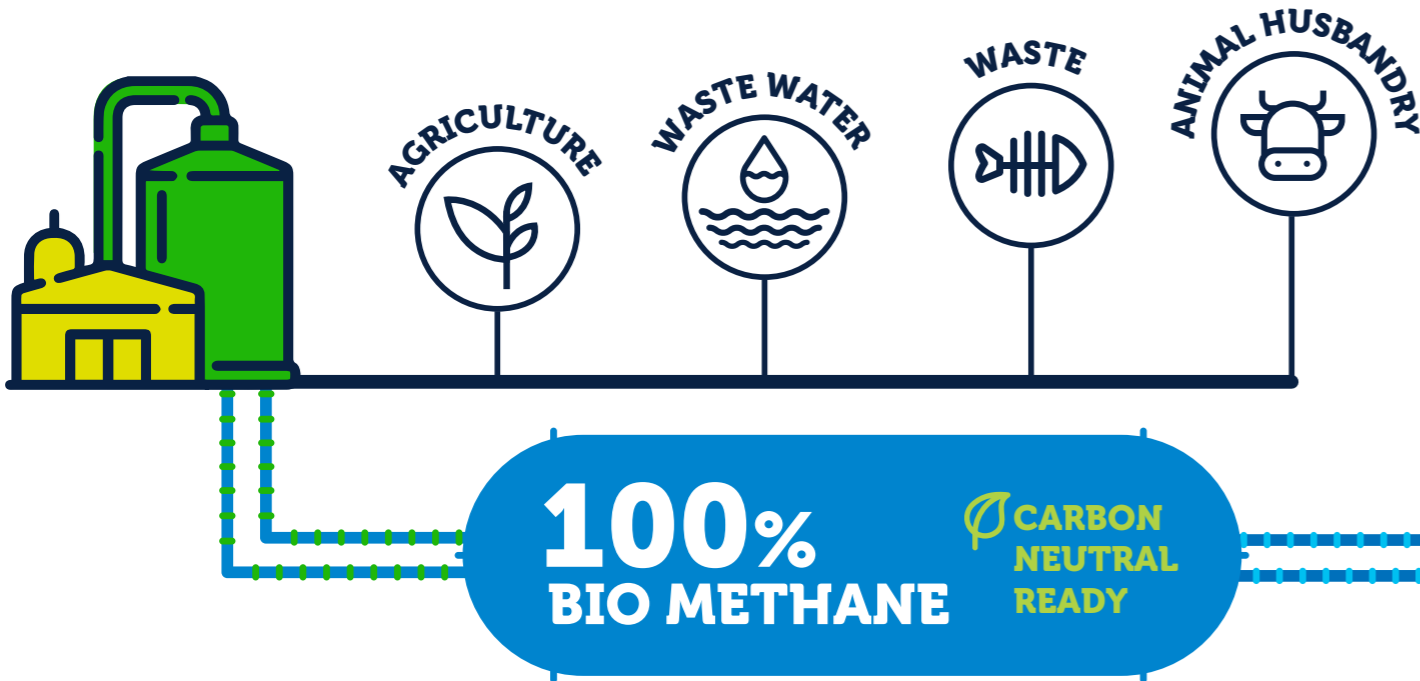 AGRICULTURE
WASTE WATER
WASTE
ANIMAL HUSBANDRY
100%
BIO METHANE
CARBON
NEUTRAL
READY